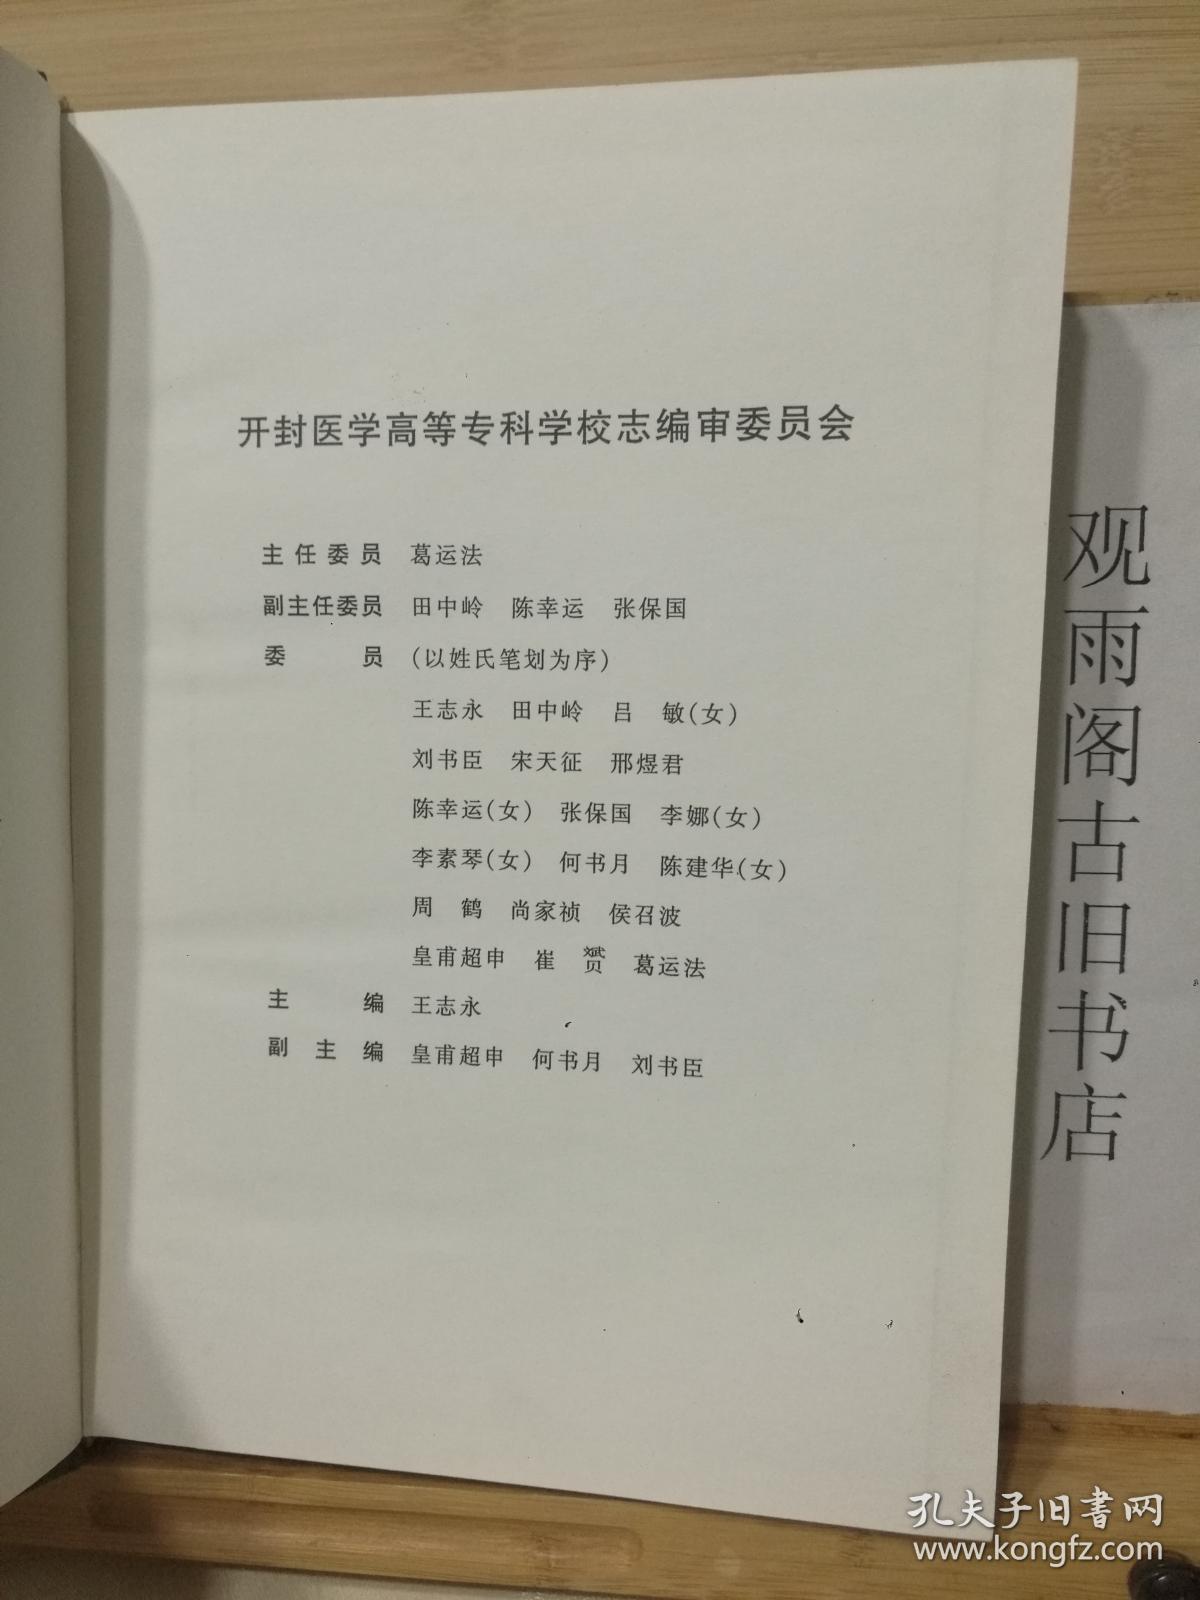 开封医学高等专科学校志编审委员会
主任委员 葛运法
副主任委员 田中岭 陈幸运 张保国
委员 (以姓氏笔划为序)
王志永 田中岭 吕敏(女)
刘书臣 宋天征 邢煜君
陈幸运(女) 张保国 李娜(女)
李素琴(女) 何书月 陈建华(女)
周鹤 尚家祯 侯召波
皇甫超申 崔赟 葛运法
主编 王志永
副主编 皇甫超申 何书月 刘书臣
观雨阁古旧书店
孔夫子旧书网
www.kongfz.com